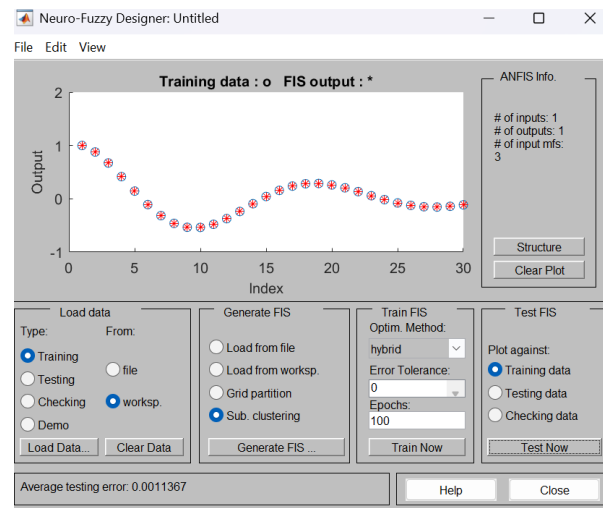 Neuro-Fuzzy Designer: Untitled
File Edit View
Training data : o FIS output : *
2
1
0
-1
Output
0 5 10 15 20 25 30
Index
ANFIS Info.
# of inputs: 1
# of outputs: 1
# of input mfs:
3
Structure
Clear Plot
Load data
Type: From:
Training
Testing
Checking
Demo
file
worksp.
Load Data... Clear Data
Generate FIS
Load from file
Load from worksp.
Grid partition
Sub. clustering
Generate FIS ...
Train FIS
Optim. Method:
hybrid
Error Tolerance:
0
Epochs:
100
Train Now
Test FIS
Plot against:
Training data
Testing data
Checking data
Test Now
Average testing error: 0.0011367
Help Close